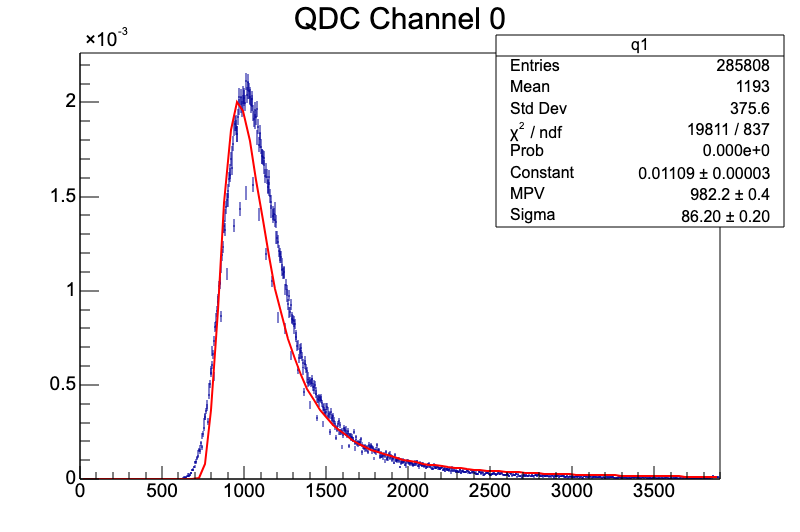 QDC Channel 0
×10⁻³
q1
Entries 285808
Mean 1193
Std Dev 375.6
χ² / ndf 19811 / 837
Prob 0.000e+0
Constant 0.01109 ± 0.00003
MPV 982.2 ± 0.4
Sigma 86.20 ± 0.20
2
1.5
1
0.5
0
0 500 1000 1500 2000 2500 3000 3500